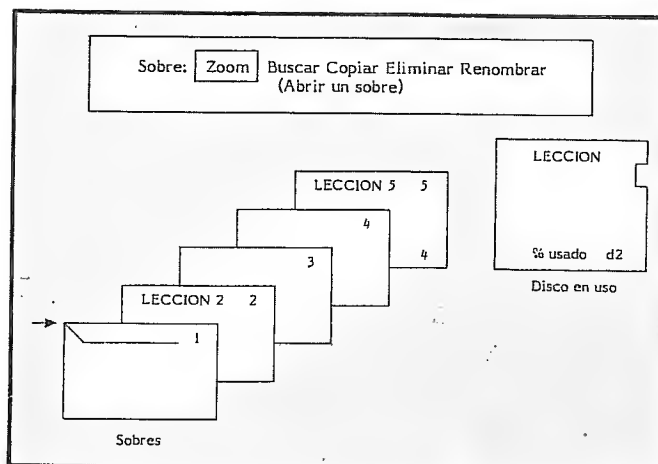 Sobre: Zoom Buscar Copiar Eliminar Renombrar
(Abrir un sobre)
LECCION
% usado d2
Disco en uso
LECCION 5 5
4
4
3
LECCION 2 2
1
Sobres